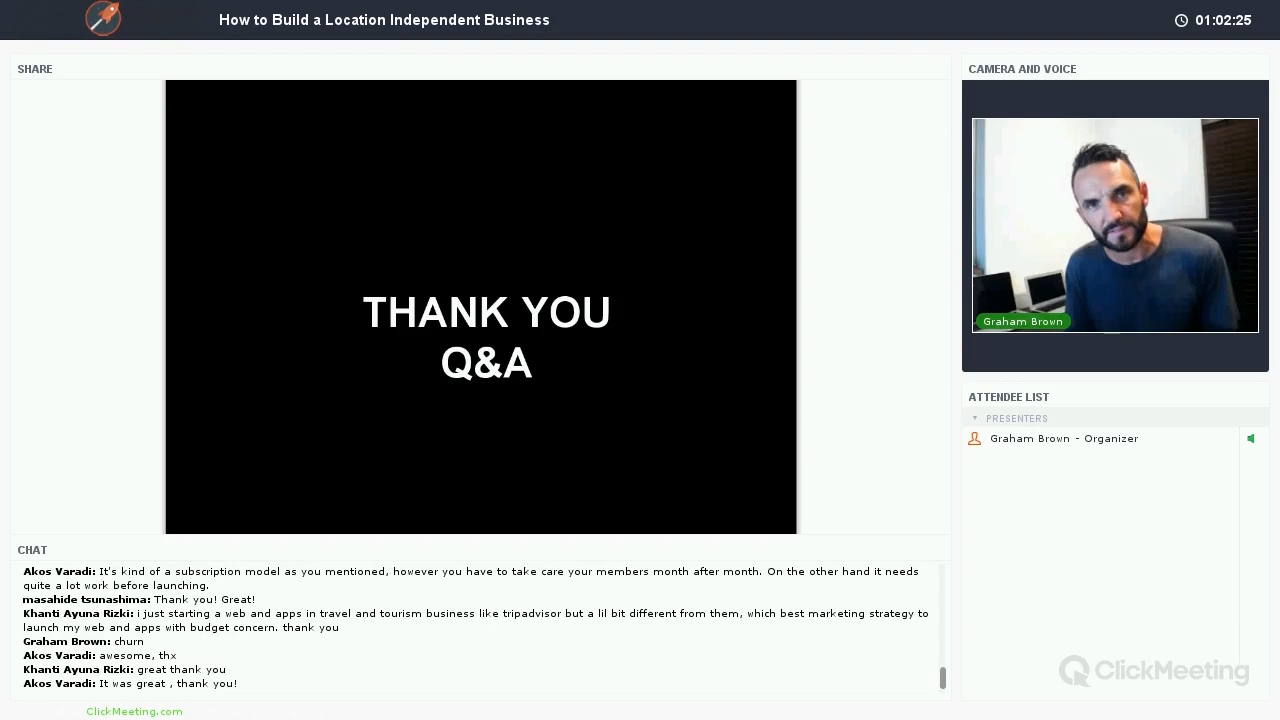 How to Build a Location Independent Business
01:02:25
SHARE
CAMERA AND VOICE
THANK YOU
Q&A
Graham Brown
ATTENDEE LIST
PRESENTERS
Graham Brown - Organizer
CHAT
Akos Varadi: It's kind of a subscription model as you mentioned, however you have to take care your members month after month. On the other hand it needs
quite a lot work before launching.
masahide tsunashima: Thank you! Great!
Khanti Ayuna Rizki: i just starting a web and apps in travel and tourism business like tripadvisor but a lil bit different from them, which best marketing strategy to
launch my web and apps with budget concern. thank you
Graham Brown: churn
Akos Varadi: awesome, thx
Khanti Ayuna Rizki: great thank you
Akos Varadi: It was great , thank you!
ClickMeeting
ClickMeeting.com